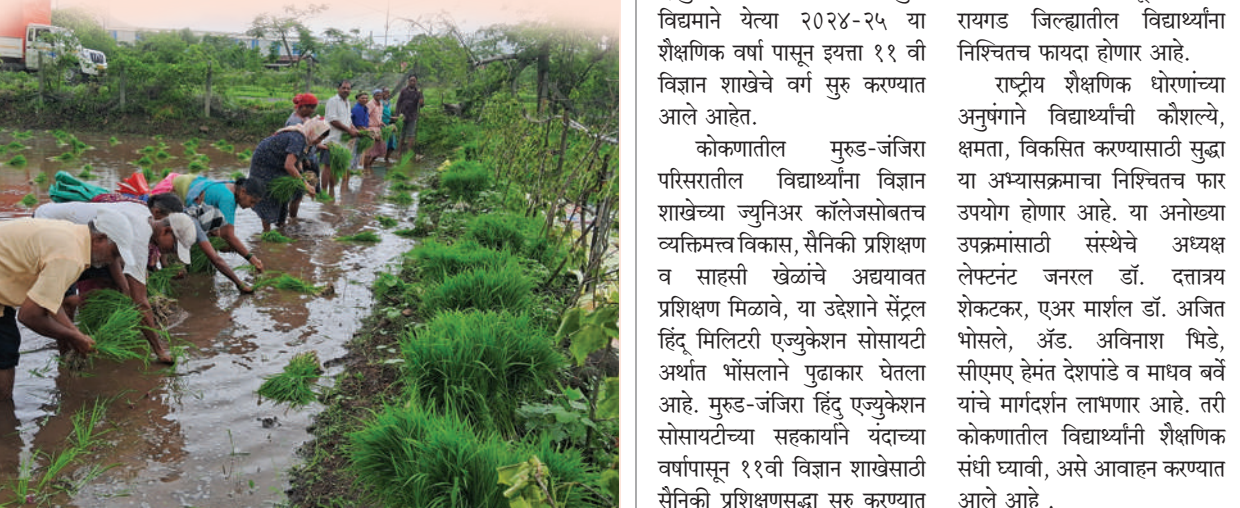 विद्यमाने येत्या २०२४-२५ या
शैक्षणिक वर्षा पासून इयत्ता ११ वी
विज्ञान शाखेचे वर्ग सुरु करण्यात
आले आहेत.
कोकणातील मुरुड-जंजिरा
परिसरातील विद्यार्थ्यांना विज्ञान
शाखेच्या ज्युनिअर कॉलेजसोबतच
व्यक्तिमत्त्व विकास, सैनिकी प्रशिक्षण
व साहसी खेळांचे अद्ययावत
प्रशिक्षण मिळावे, या उद्देशाने सेंट्रल
हिंदू मिलिटरी एज्युकेशन सोसायटी
अर्थात भोंसलाने पुढाकार घेतला
आहे. मुरुड-जंजिरा हिंदु एज्युकेशन
सोसायटीच्या सहकार्याने यंदाच्या
वर्षापासून ११वी विज्ञान शाखेसाठी
सैनिकी प्रशिक्षणसुद्धा सुरु करण्यात
रायगड जिल्ह्यातील विद्यार्थ्यांना
निश्चितच फायदा होणार आहे.
राष्ट्रीय शैक्षणिक धोरणांच्या
अनुषंगाने विद्यार्थ्यांची कौशल्ये,
क्षमता, विकसित करण्यासाठी सुद्धा
या अभ्यासक्रमाचा निश्चितच फार
उपयोग होणार आहे. या अनोख्या
उपक्रमांसाठी संस्थेचे अध्यक्ष
लेफ्टनंट जनरल डॉ. दत्तात्रय
शेकटकर, एअर मार्शल डॉ. अजित
भोसले, ॲड. अविनाश भिडे,
सीएमए हेमंत देशपांडे व माधव बर्वे
यांचे मार्गदर्शन लाभणार आहे. तरी
कोकणातील विद्यार्थ्यांनी शैक्षणिक
संधी घ्यावी, असे आवाहन करण्यात
आले आहे .